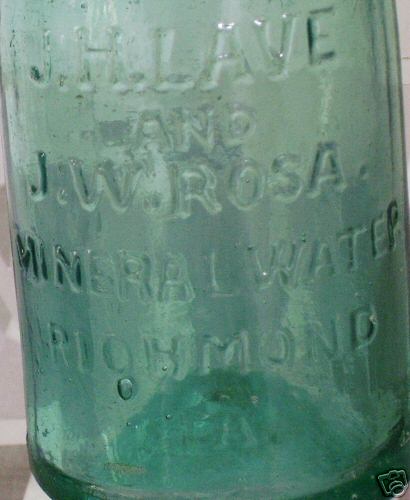 J.H.LAVE
AND
J.W.ROSA.
MINERAL WATER
RICHMOND